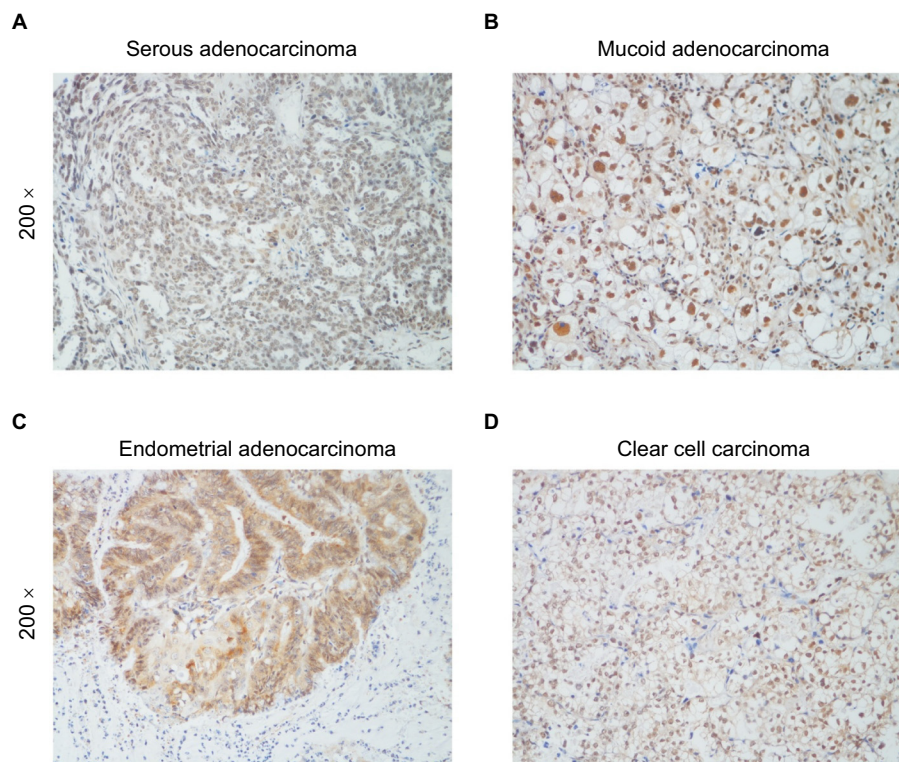 A
Serous adenocarcinoma
B
Mucoid adenocarcinoma
200 ×
C
Endometrial adenocarcinoma
D
Clear cell carcinoma
200 ×